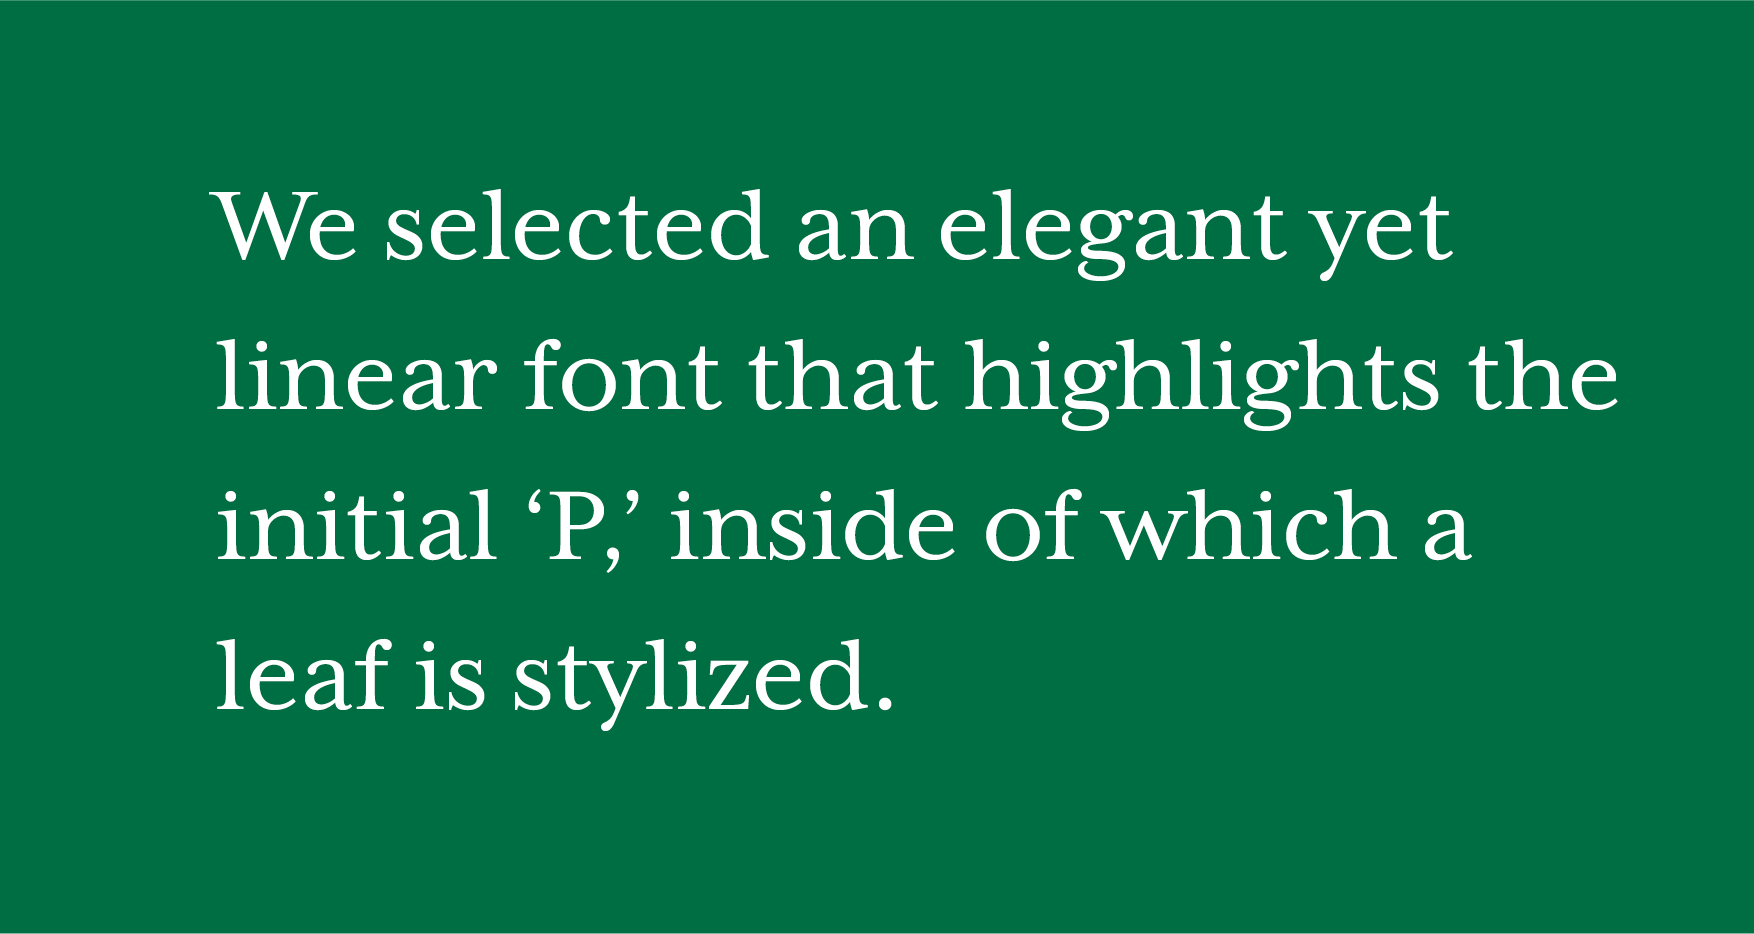 We selected an elegant yet
linear font that highlights the
initial ‘P,’ inside of which a
leaf is stylized.